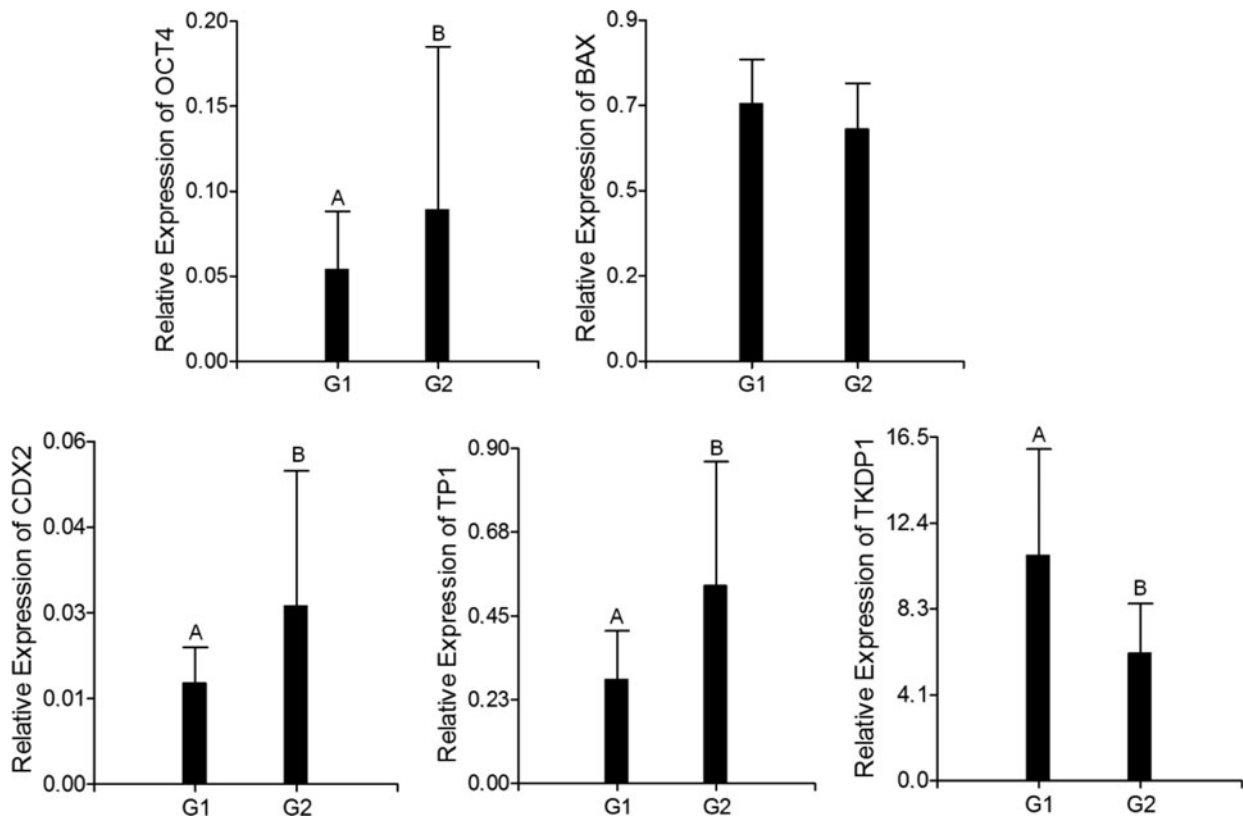 Relative Expression of OCT4
0.20
0.15
0.10
0.05
0.00
A
B
G1
G2
Relative Expression of BAX
0.9
0.7
0.5
0.2
0.0
G1
G2
Relative Expression of CDX2
0.06
0.04
0.03
0.01
0.00
A
B
G1
G2
Relative Expression of TP1
0.90
0.68
0.45
0.23
0.00
A
B
G1
G2
Relative Expression of TKDP1
16.5
12.4
8.3
4.1
0.0
A
B
G1
G2